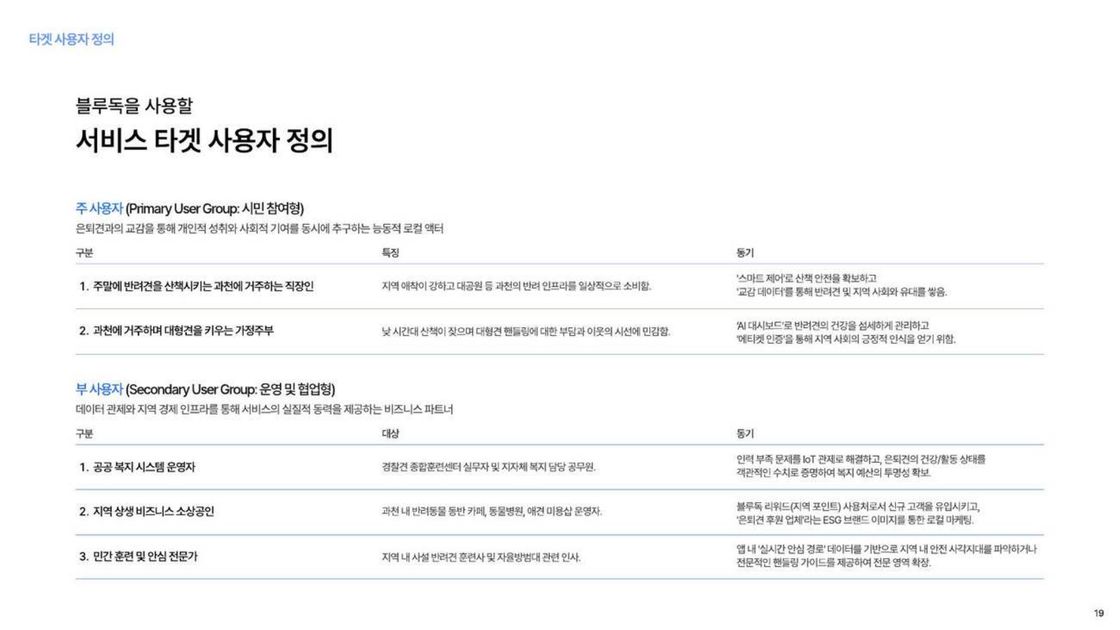 타겟 사용자 정의
블루독을 사용할
서비스 타겟 사용자 정의
주 사용자 (Primary User Group: 시민 참여형)
은퇴견과의 교감을 통해 개인적 성취와 사회적 기여를 동시에 추구하는 능동적 로컬 액터
구분 특징 동기
1. 주말에 반려견을 산책시키는 과천에 거주하는 직장인 지역 애착이 강하고 대공원 등 과천의 반려 인프라를 일상적으로 소비함. '스마트 제어'로 산책 안전을 확보하고
'교감 데이터'를 통해 반려견 및 지역 사회와 유대를 쌓음.
2. 과천에 거주하며 대형견을 키우는 가정주부 낮 시간대 산책이 잦으며 대형견 핸들링에 대한 부담과 이웃의 시선에 민감함. 'AI 대시보드'로 반려견의 건강을 섬세하게 관리하고
'에티켓 인증'을 통해 지역 사회의 긍정적 인식을 얻기 위함.
부 사용자 (Secondary User Group: 운영 및 협업형)
데이터 관제와 지역 경제 인프라를 통해 서비스의 실질적 동력을 제공하는 비즈니스 파트너
구분 대상 동기
1. 공공 복지 시스템 운영자 경찰견 종합훈련센터 실무자 및 지자체 복지 담당 공무원. 인력 부족 문제를 IoT 관제로 해결하고, 은퇴견의 건강/활동 상태를
객관적인 수치로 증명하여 복지 예산의 투명성 확보.
2. 지역 상생 비즈니스 소상공인 과천 내 반려동물 동반 카페, 동물병원, 애견 미용샵 운영자. 블루독 리워드(지역 포인트) 사용처로서 신규 고객을 유입시키고,
'은퇴견 후원 업체'라는 ESG 브랜드 이미지를 통한 로컬 마케팅.
3. 민간 훈련 및 안심 전문가 지역 내 사설 반려견 훈련사 및 자율방범대 관련 인사. 앱 내 '실시간 안심 경로' 데이터를 기반으로 지역 내 안전 사각지대를 파악하거나
전문적인 핸들링 가이드를 제공하여 전문 영역 확장.
19